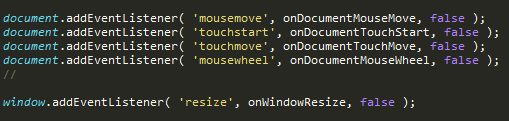 document.addEventListener( 'mousemove', onDocumentMouseMove, false );
document.addEventListener( 'touchstart', onDocumentTouchStart, false );
document.addEventListener( 'touchmove', onDocumentTouchMove, false );
document.addEventListener( 'mousewheel', onDocumentMouseWheel, false );
//
window.addEventListener( 'resize', onWindowResize, false );